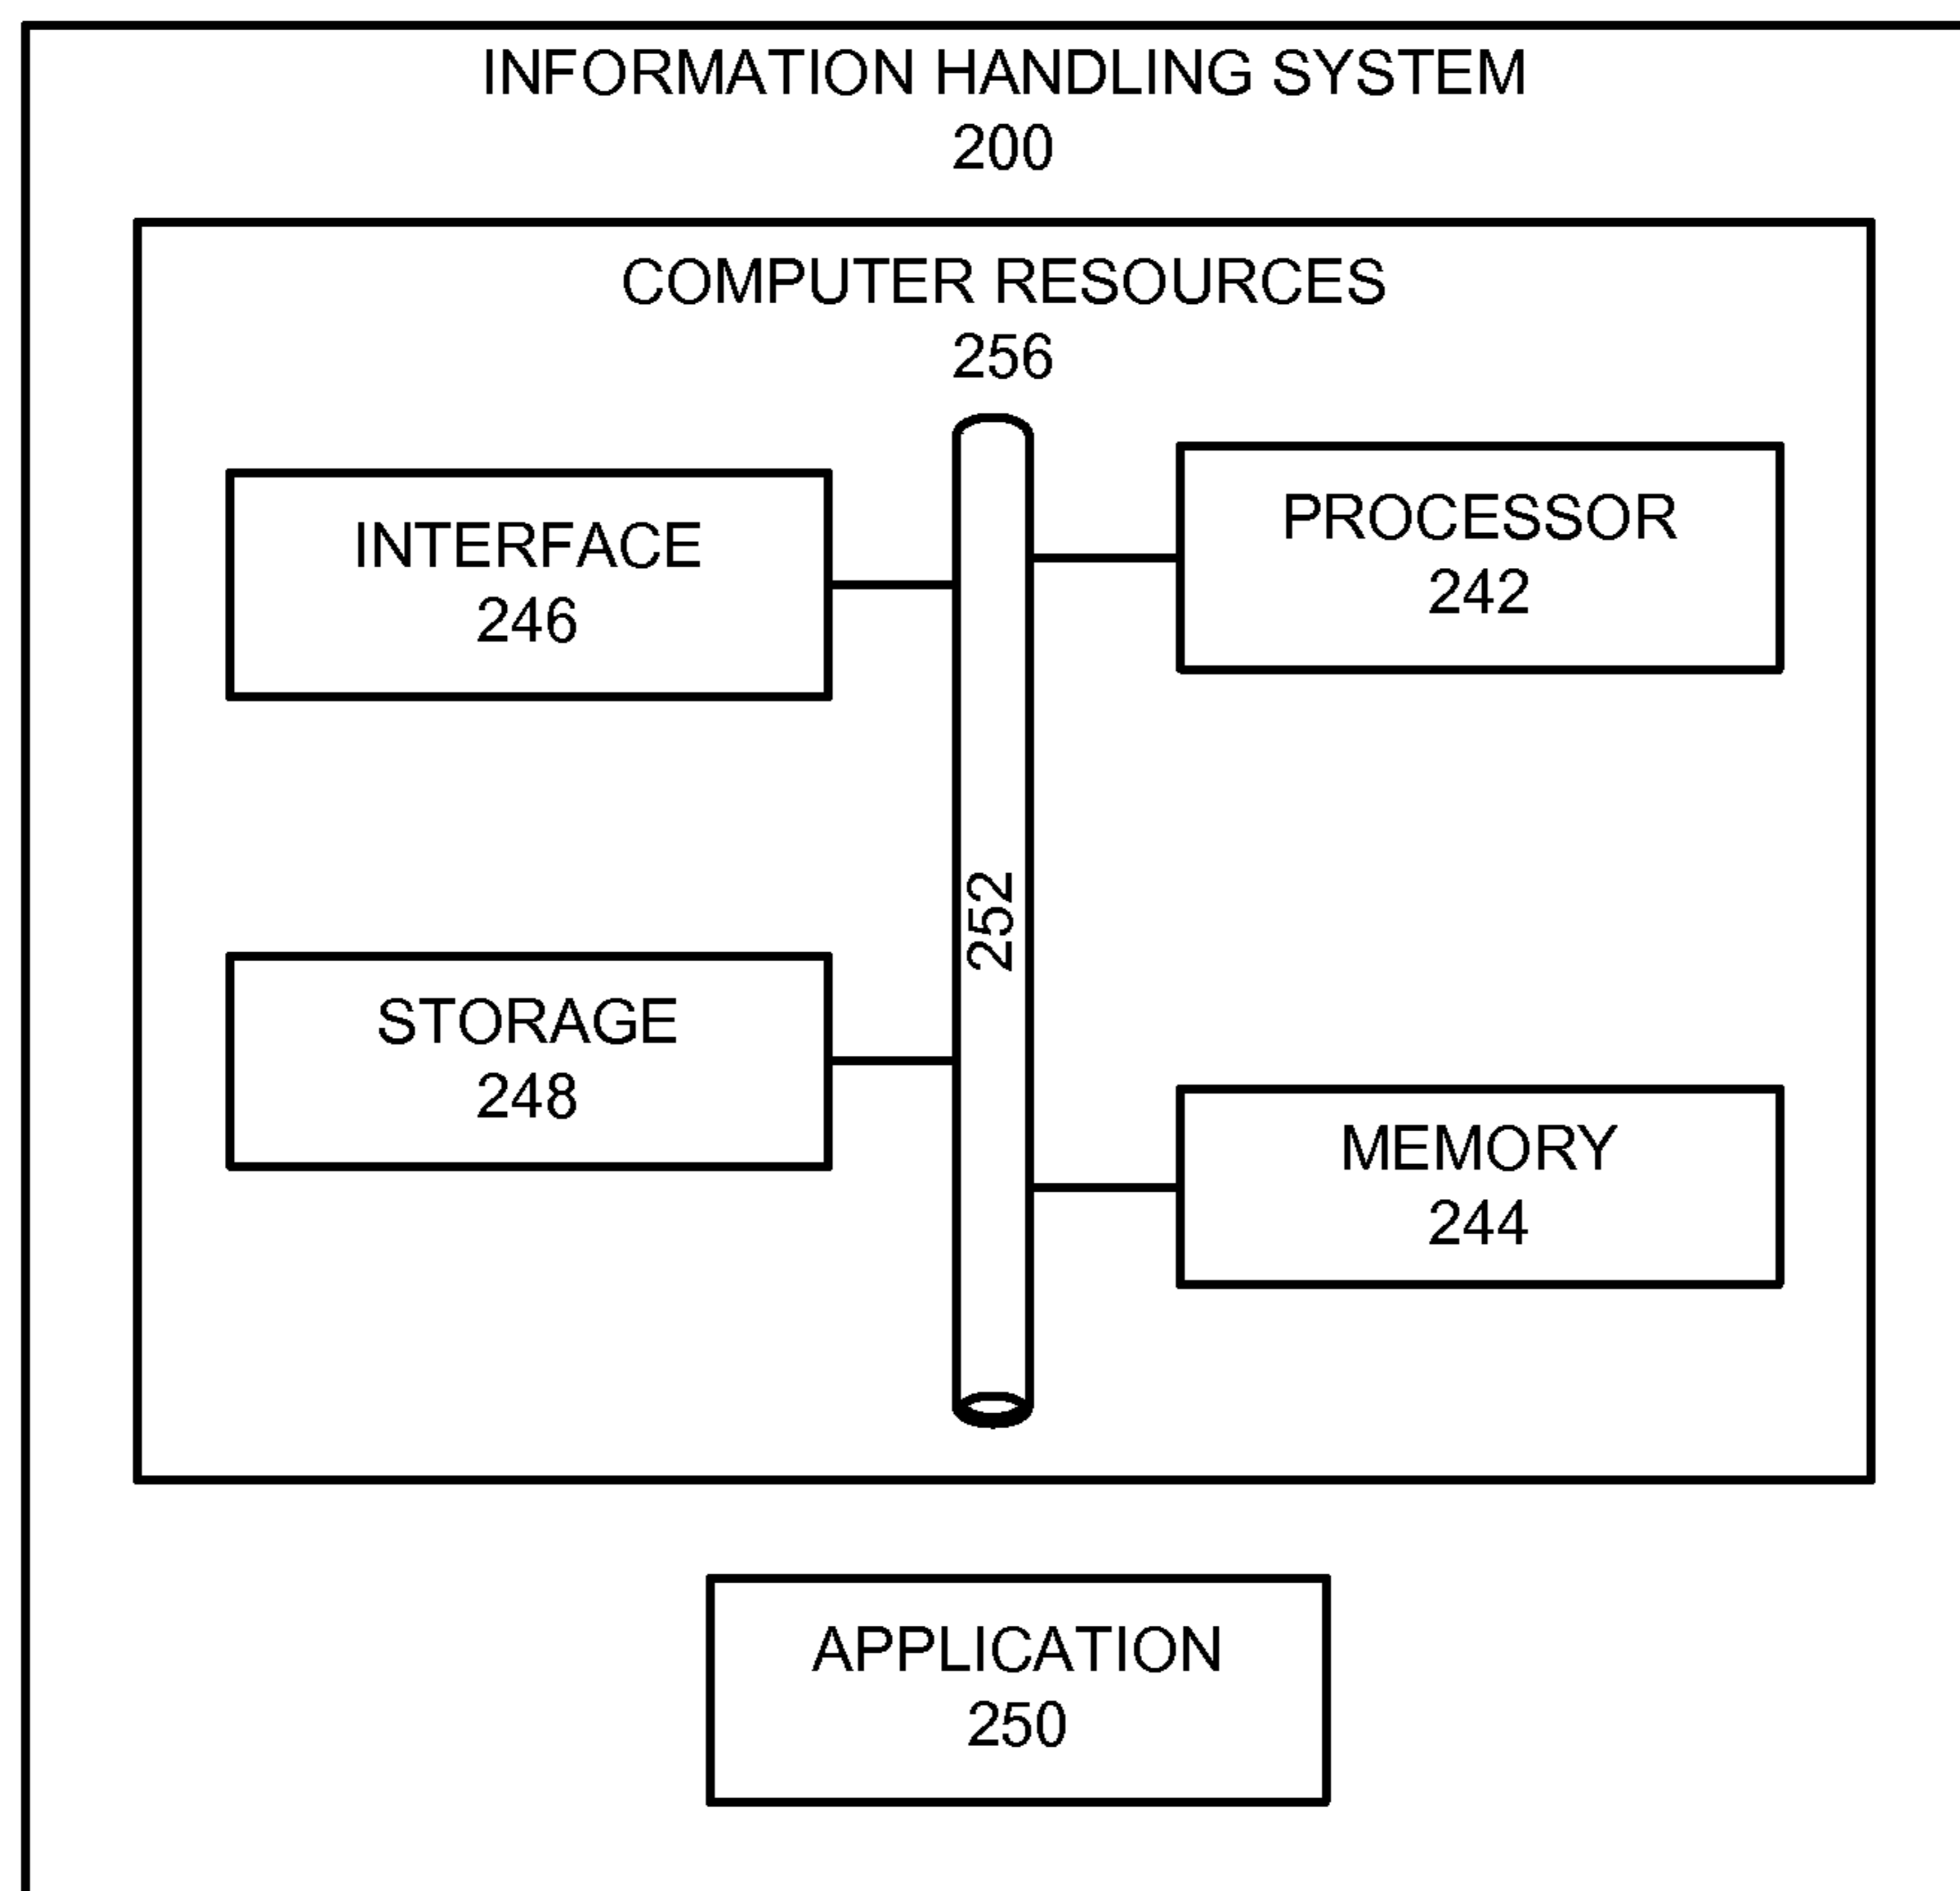 INFORMATION HANDLING SYSTEM
200
COMPUTER RESOURCES
256
INTERFACE
246
PROCESSOR
242
252
STORAGE
248
MEMORY
244
APPLICATION
250